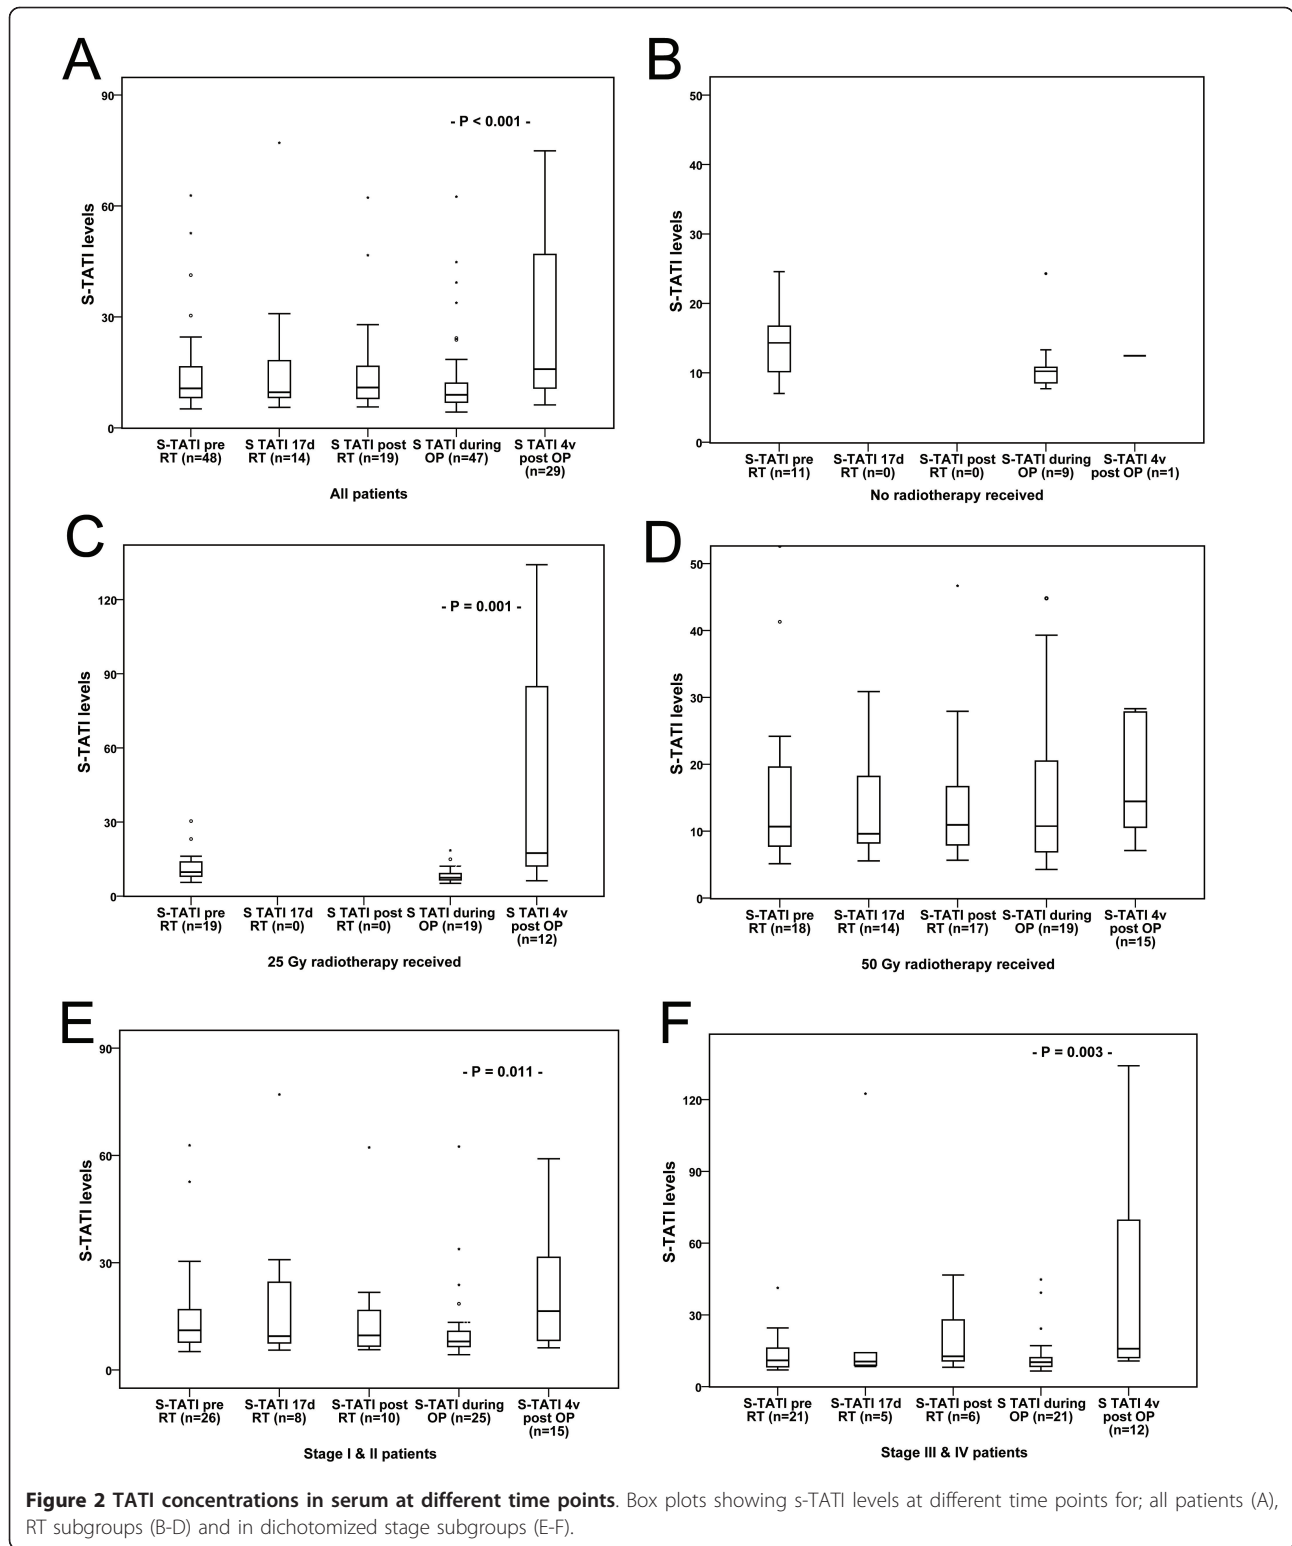 A
S-TATI levels
90
60
30
0
- P < 0.001 -
S-TATI pre RT (n=48)
S TATI 17d RT (n=14)
S TATI post RT (n=19)
S TATI during OP (n=47)
S TATI 4v post OP (n=29)
All patients
B
S-TATI levels
50
40
30
20
10
0
S-TATI pre RT (n=11)
S-TATI 17d RT (n=0)
S-TATI post RT (n=0)
S-TATI during OP (n=9)
S-TATI 4v post OP (n=1)
No radiotherapy received
C
S-TATI levels
120
90
60
30
0
- P = 0.001 -
S-TATI pre RT (n=19)
S TATI 17d RT (n=0)
S TATI post RT (n=0)
S TATI during OP (n=19)
S TATI 4v post OP (n=12)
25 Gy radiotherapy received
D
S-TATI levels
50
40
30
20
10
0
S-TATI pre RT (n=18)
S-TATI 17d RT (n=14)
S-TATI post RT (n=17)
S-TATI during OP (n=19)
S-TATI 4v post OP (n=15)
50 Gy radiotherapy received
E
S-TATI levels
90
60
30
0
- P = 0.011 -
S-TATI pre RT (n=26)
S-TATI 17d RT (n=8)
S-TATI post RT (n=10)
S-TATI during OP (n=25)
S-TATI 4v post OP (n=15)
Stage I & II patients
F
S-TATI levels
120
90
60
30
0
- P = 0.003 -
S-TATI pre RT (n=21)
S-TATI 17d RT (n=5)
S-TATI post RT (n=6)
S TATI during OP (n=21)
S TATI 4v post OP (n=12)
Stage III & IV patients
Figure 2 TATI concentrations in serum at different time points. Box plots showing s-TATI levels at different time points for; all patients (A),
RT subgroups (B-D) and in dichotomized stage subgroups (E-F).